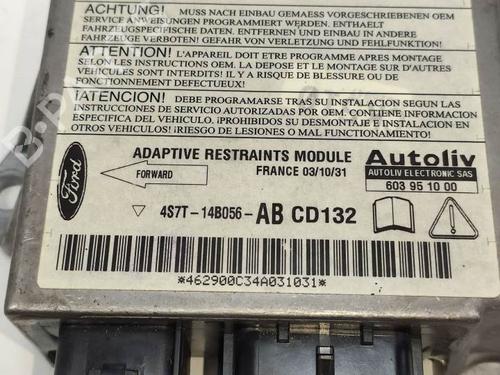 ACHTUNG! MUSS NACH EINBAU GEMAESS VORGESCHRIEBENEN OEM
SERVICE ANWEISUNGEN PROGRAMMIERT WERDEN. ENTHAELT
FAHRZEUGSPEZIFISCHE DATEN. ENTFERNEN UND EINBAU IN ANDERE
FAHRZEUGE VERBOTEN! GEFAHR VON VERLETZUNG UND FEHLFUNKTION!
ATTENTION! L'APPAREIL DOIT ETRE PROGRAMME APRES MONTAGE
SELON LES INSTRUCTIONS OEM. LA DEPOSE ET LE MONTAGE SUR D'AUTRES
VEHICULES SONT INTERDITS! IL Y A RISQUE DE BLESSURE OU DE
FONCTIONNEMENT DEFECTUEUX!
!ATENCION! DEBE PROGRAMARSE TRAS SU INSTALACION SEGUN LAS
INSTRUCCIONES DE SERVICIO AUTORIZADAS POR OEM. CONTIENE INFORMACION
ESPECIFICA DEL VEHICULO. ¡PROHIBIDOS SU DESMONTAJE E INSTALACION
EN OTROS VEHICULOS! ¡RIESGO DE LESIONES O MAL FUNCIONAMIENTO!
Ford
ADAPTIVE RESTRAINTS MODULE
FORWARD
FRANCE 03/10/31
Autoliv
AUTOLIV ELECTRONIC SAS
603 95 10 00
4S7T-14B056-AB CD132
*462900C34A031031*